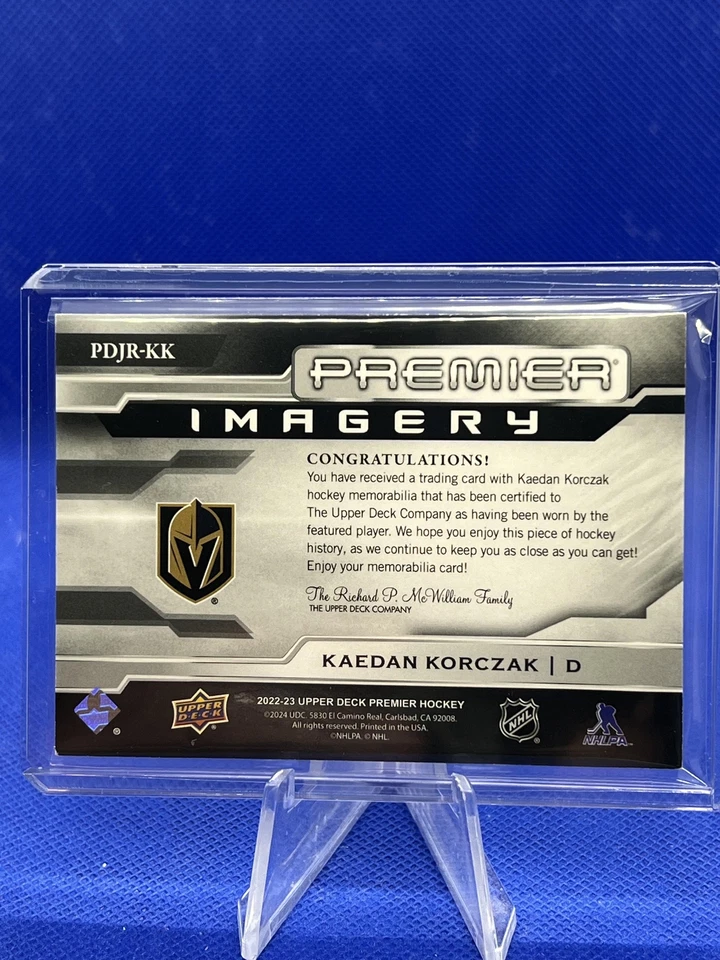 PDJR-KK
PREMIER®
IMAGERY
CONGRATULATIONS!
You have received a trading card with Kaedan Korczak
hockey memorabilia that has been certified to
The Upper Deck Company as having been worn by the
featured player. We hope you enjoy this piece of hockey
history, as we continue to keep you as close as you can get!
Enjoy your memorabilia card!
The Richard P. McWilliam Family
THE UPPER DECK COMPANY
®
KAEDAN KORCZAK | D
®
UPPER
DECK
2022-23 UPPER DECK PREMIER HOCKEY
©2024 UDC. 5830 El Camino Real, Carlsbad, CA 92008.
All rights reserved. Printed in the USA.
©NHLPA. © NHL.
NHL
®
NHLPA